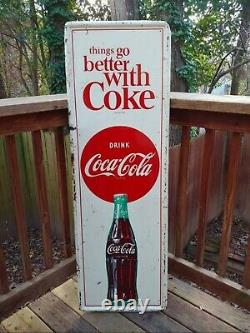 things go
better
with
Coke
DRINK
Coca-Cola
Coca-Cola